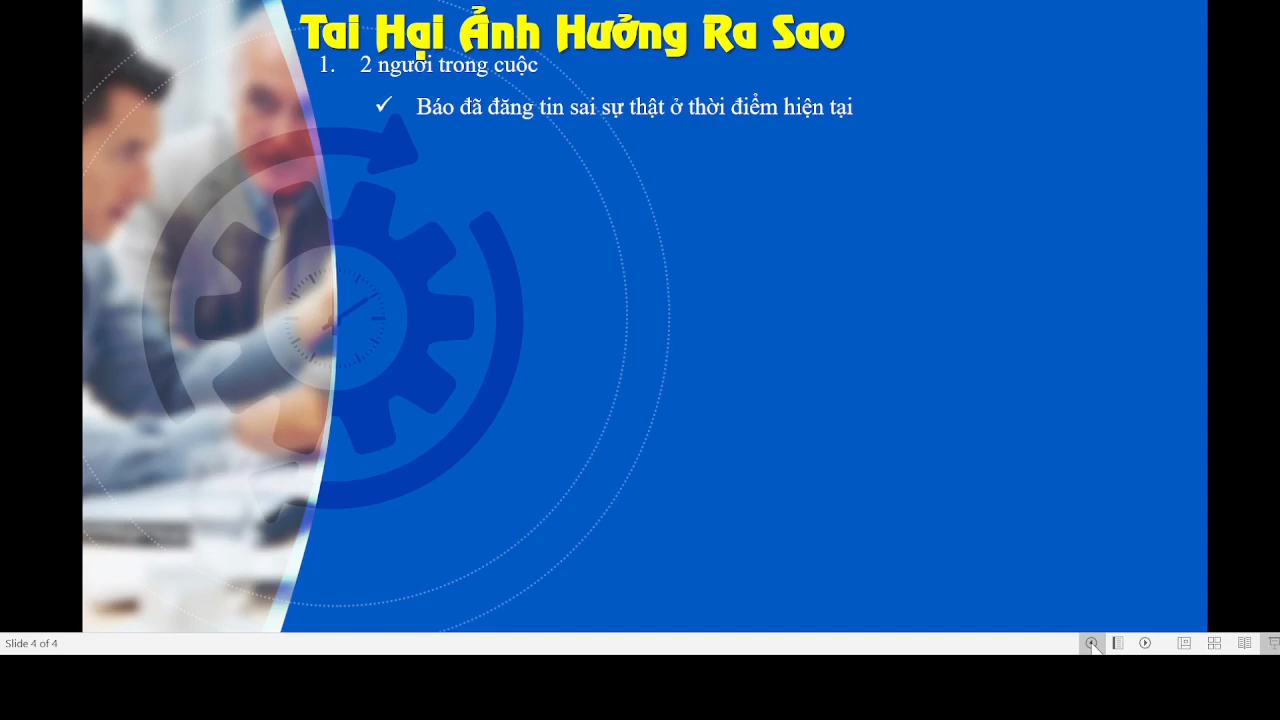 Tai Hại Ảnh Hưởng Ra Sao
1. 2 người trong cuộc
✓ Báo đã đăng tin sai sự thật ở thời điểm hiện tại
Slide 4 of 4